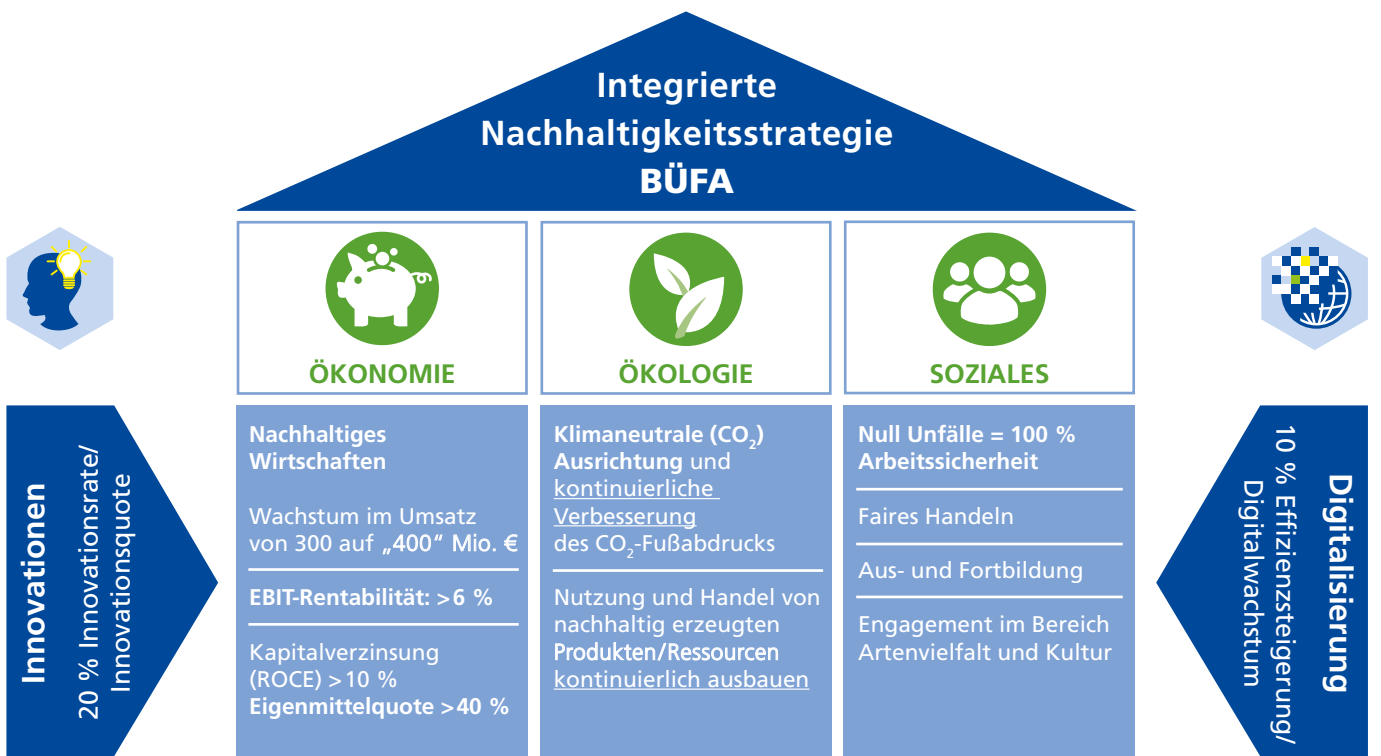 Integrierte
Nachhaltigkeitsstrategie
BÜFA
ÖKONOMIE
ÖKOLOGIE
SOZIALES
Innovationen
20 % Innovationsrate/
Innovationsquote
Nachhaltiges
Wirtschaften
Wachstum im Umsatz
von 300 auf „400“ Mio. €
EBIT-Rentabilität: >6 %
Kapitalverzinsung
(ROCE) >10 %
Eigenmittelquote >40 %
Klimaneutrale (CO₂)
Ausrichtung und
kontinuierliche
Verbesserung
des CO₂-Fußabdrucks
Nutzung und Handel von
nachhaltig erzeugten
Produkten/Ressourcen
kontinuierlich ausbauen
Null Unfälle = 100 %
Arbeitssicherheit
Faires Handeln
Aus- und Fortbildung
Engagement im Bereich
Artenvielfalt und Kultur
Digitalisierung
10 % Effizienzsteigerung/
Digitalwachstum